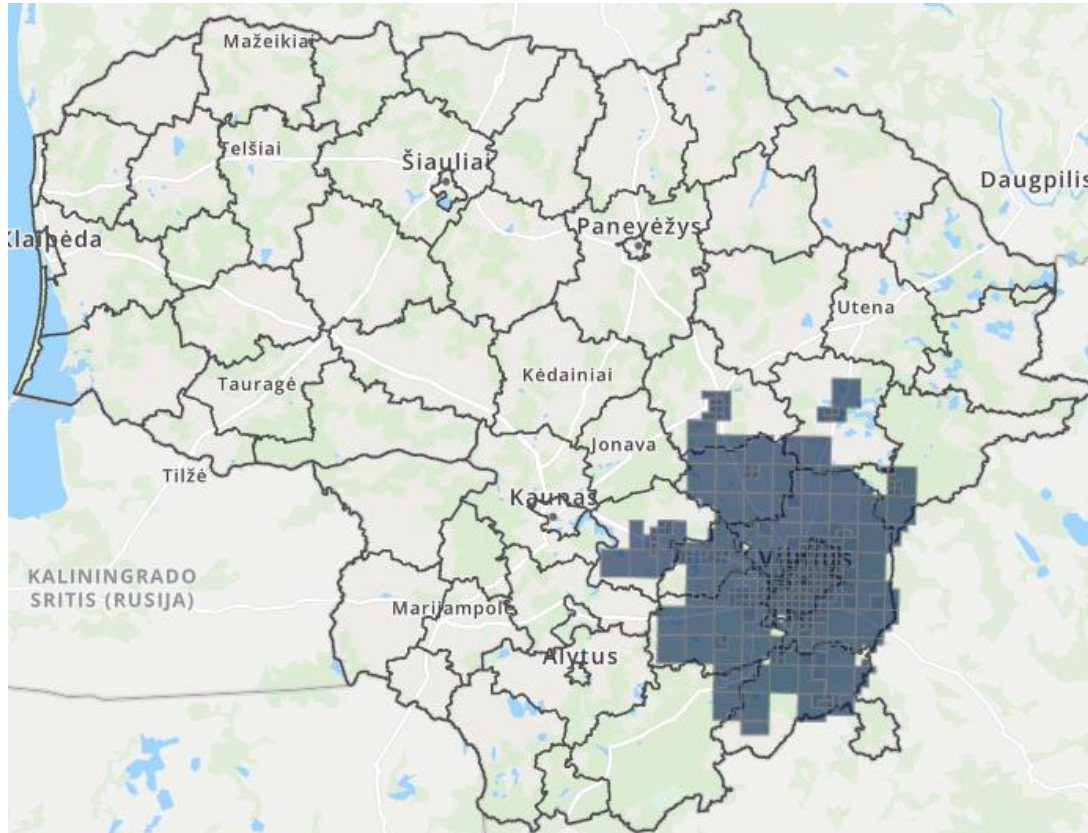 Mažeikiai
Telšiai
Šiauliai
Daugpilis
Klaipėda
Panevėžys
Utena
Tauragė
Kėdainiai
Jonava
Tilžė
Kaunas
Vilnius
KALININGRADO
SRITIS (RUSIJA)
Marijampolė
Alytus